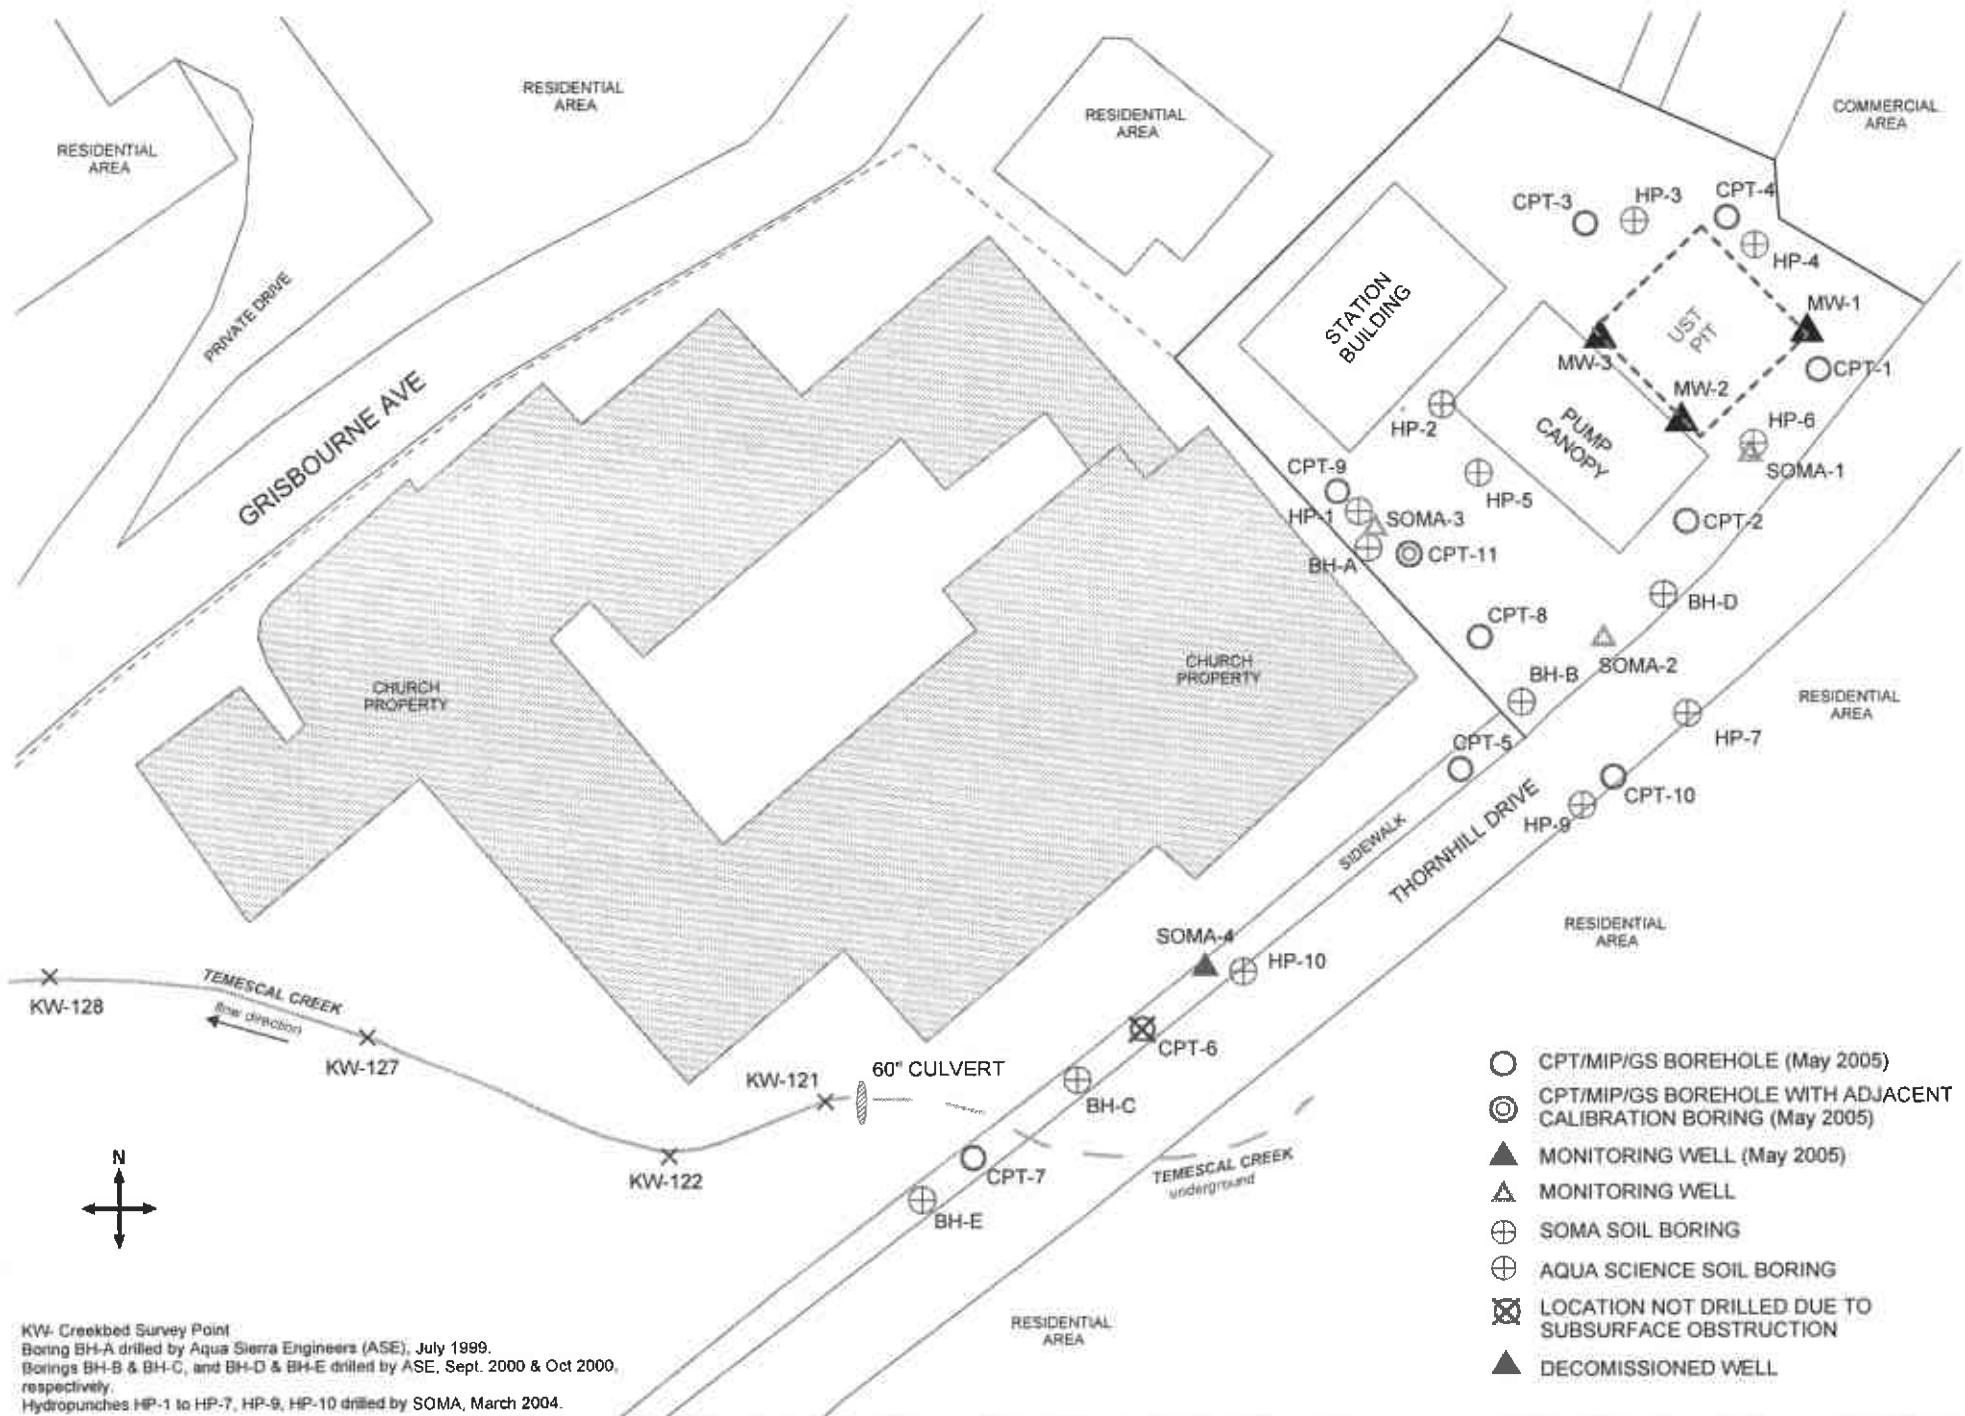 RESIDENTIAL
AREA
RESIDENTIAL
AREA
RESIDENTIAL
AREA
COMMERCIAL
AREA
CPT-3
HP-3
CPT-4
HP-4
STATION
BUILDING
UST
PIT
MW-1
MW-3
CPT-1
MW-2
PRIVATE DRIVE
GRISBOURNE AVE
HP-2
PUMP
CANOPY
HP-6
SOMA-1
CPT-9
HP-5
HP-1
SOMA-3
CPT-2
BH-A
CPT-11
BH-D
CPT-8
SOMA-2
BH-B
CHURCH
PROPERTY
CHURCH
PROPERTY
RESIDENTIAL
AREA
HP-7
CPT-5
CPT-10
HP-9
SIDEWALK
THORNHILL DRIVE
RESIDENTIAL
AREA
SOMA-4
HP-10
CPT-6
TEMESCAL CREEK
flow direction
KW-128
KW-127
KW-121
60" CULVERT
KW-122
BH-C
CPT-7
BH-E
TEMESCAL CREEK
underground
RESIDENTIAL
AREA
N
CPT/MIP/GS BOREHOLE (May 2005)
CPT/MIP/GS BOREHOLE WITH ADJACENT
CALIBRATION BORING (May 2005)
MONITORING WELL (May 2005)
MONITORING WELL
SOMA SOIL BORING
AQUA SCIENCE SOIL BORING
LOCATION NOT DRILLED DUE TO
SUBSURFACE OBSTRUCTION
DECOMISSIONED WELL
KW- Creekbed Survey Point
Boring BH-A drilled by Aqua Sierra Engineers (ASE), July 1999.
Borings BH-B & BH-C, and BH-D & BH-E drilled by ASE, Sept. 2000 & Oct 2000,
respectively.
Hydropunches HP-1 to HP-7, HP-9, HP-10 drilled by SOMA, March 2004.